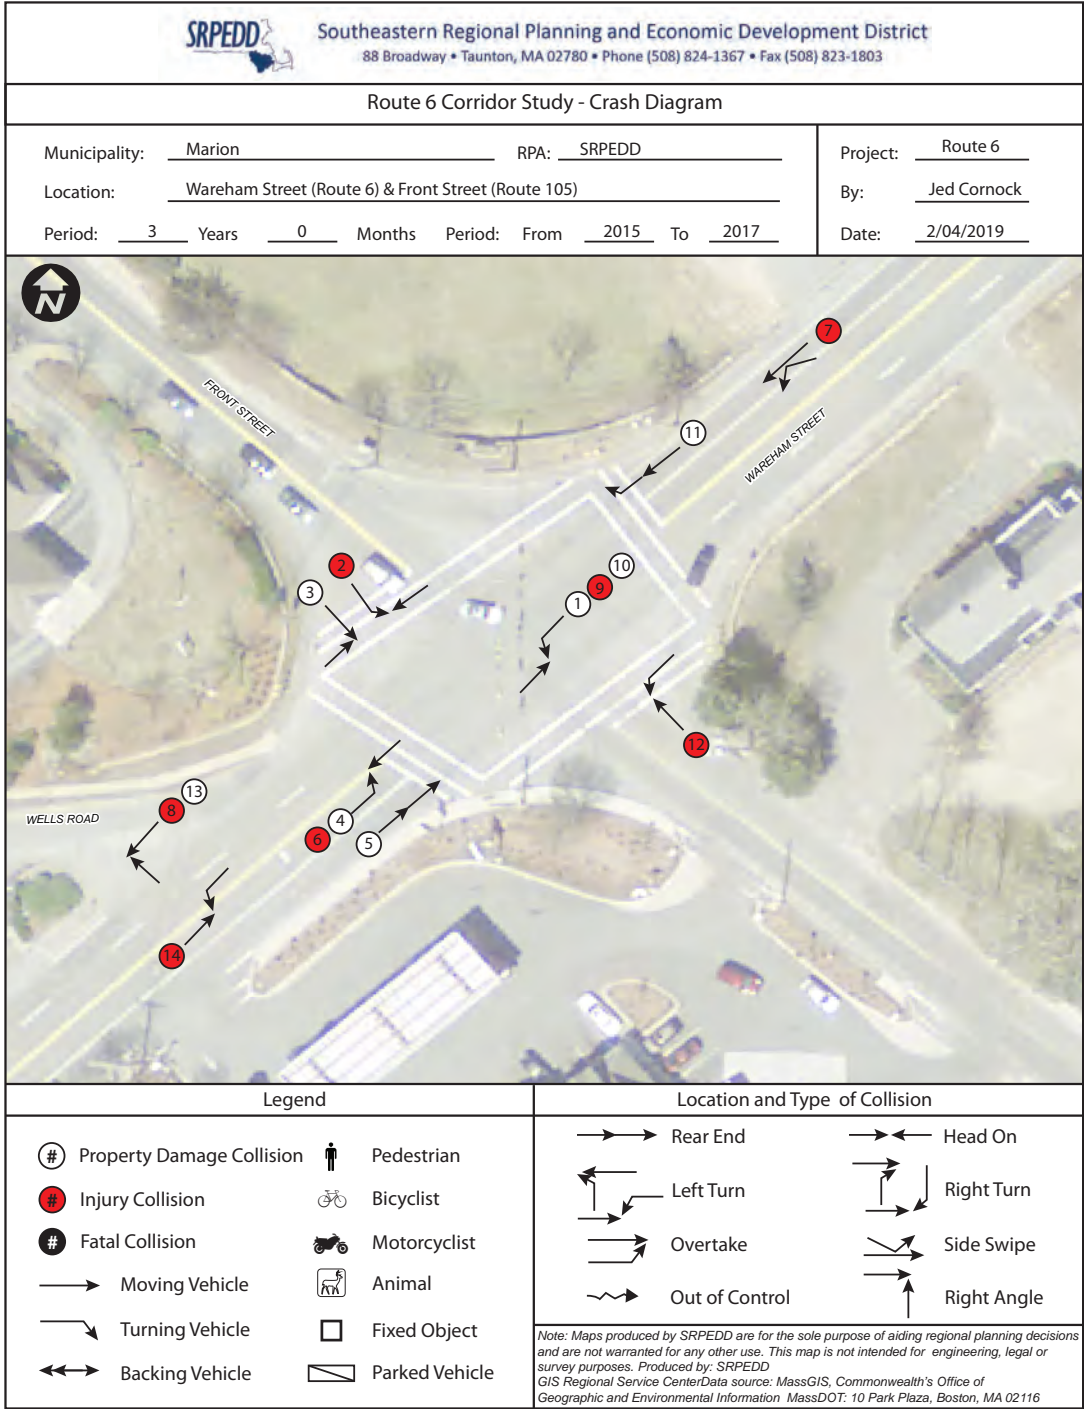 SRPEDD
Southeastern Regional Planning and Economic Development District
88 Broadway • Taunton, MA 02780 • Phone (508) 824-1367 • Fax (508) 823-1803
Route 6 Corridor Study - Crash Diagram
Municipality: Marion RPA: SRPEDD
Location: Wareham Street (Route 6) & Front Street (Route 105)
Period: 3 Years 0 Months Period: From 2015 To 2017
Project: Route 6
By: Jed Cornock
Date: 2/04/2019
N
7
FRONT STREET
WAREHAM STREET
11
2
10
3
9
1
12
13
8
WELLS ROAD
4
6
5
14
Legend
# Property Damage Collision
# Injury Collision
# Fatal Collision
Moving Vehicle
Turning Vehicle
Backing Vehicle
Pedestrian
Bicyclist
Motorcyclist
Animal
Fixed Object
Parked Vehicle
Location and Type of Collision
Rear End
Head On
Left Turn
Right Turn
Overtake
Side Swipe
Out of Control
Right Angle
Note: Maps produced by SRPEDD are for the sole purpose of aiding regional planning decisions
and are not warranted for any other use. This map is not intended for engineering, legal or
survey purposes. Produced by: SRPEDD
GIS Regional Service CenterData source: MassGIS, Commonwealth's Office of
Geographic and Environmental Information MassDOT: 10 Park Plaza, Boston, MA 02116